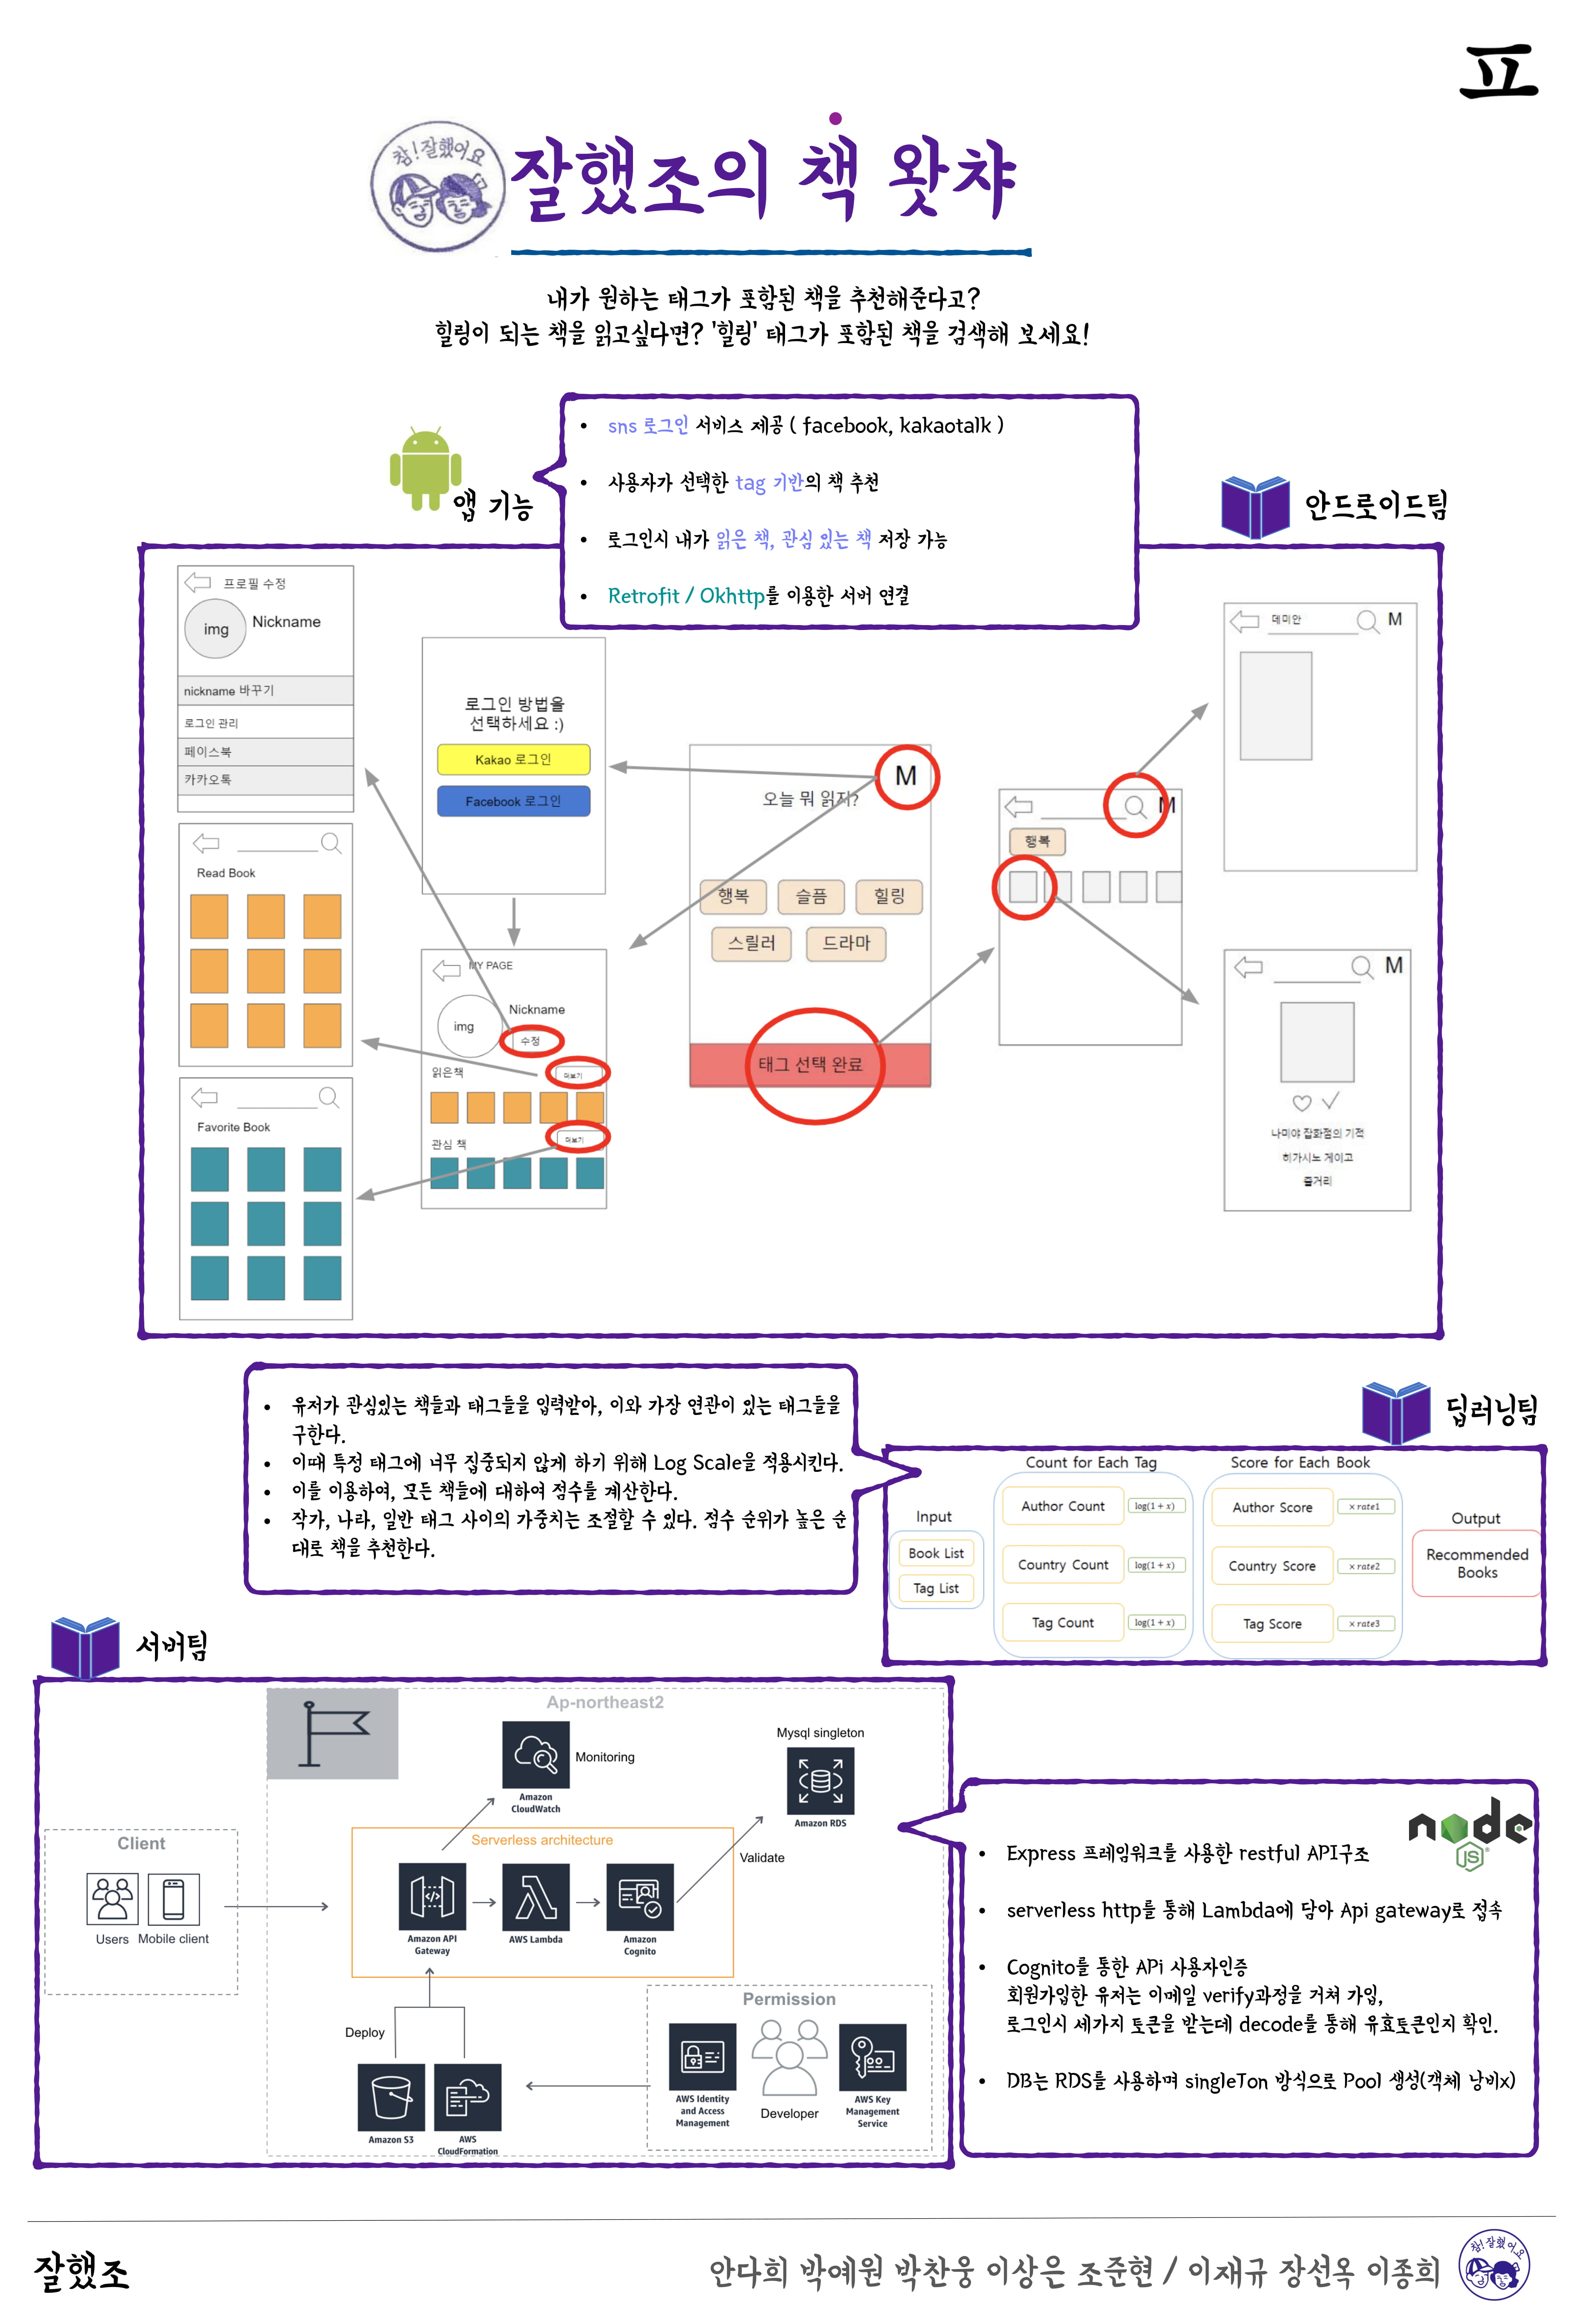 프
참! 잘했어요
잘했조의 책 왓챠
내가 원하는 태그가 포함된 책을 추천해준다고?
힐링이 되는 책을 읽고싶다면? '힐링' 태그가 포함된 책을 검색해 보세요!
앱 기능
• sns 로그인 서비스 제공 ( facebook, kakaotalk )
• 사용자가 선택한 tag 기반의 책 추천
• 로그인시 내가 읽은 책, 관심 있는 책 저장 가능
• Retrofit / Okhttp를 이용한 서버 연결
안드로이드팀
프로필 수정
img
Nickname
nickname 바꾸기
로그인 관리
페이스북
카카오톡
Read Book
Favorite Book
로그인 방법을
선택하세요 :)
Kakao 로그인
Facebook 로그인
MY PAGE
Nickname
img
수정
읽은책
더보기
관심 책
더보기
M
오늘 뭐 읽지?
행복 슬픔 힐링
스릴러 드라마
태그 선택 완료
M
행복
데미안
M
M
나미야 잡화점의 기적
히가시노 게이고
줄거리
• 유저가 관심있는 책들과 태그들을 입력받아, 이와 가장 연관이 있는 태그들을
구한다.
• 이때 특정 태그에 너무 집중되지 않게 하기 위해 Log Scale을 적용시킨다.
• 이를 이용하여, 모든 책들에 대하여 점수를 계산한다.
• 작가, 나라, 일반 태그 사이의 가중치는 조절할 수 있다. 점수 순위가 높은 순
대로 책을 추천한다.
딥러닝팀
Input
Book List
Tag List
Count for Each Tag
Author Count log(1 + x)
Country Count log(1 + x)
Tag Count log(1 + x)
Score for Each Book
Author Score × rate1
Country Score × rate2
Tag Score × rate3
Output
Recommended
Books
서버팀
Ap-northeast2
Client
Users Mobile client
Monitoring
Amazon
CloudWatch
Mysql singleton
Amazon RDS
Validate
Serverless architecture
Amazon API
Gateway
AWS Lambda
Amazon
Cognito
Deploy
Amazon S3
AWS
CloudFormation
Permission
AWS Identity
and Access
Management
Developer
AWS Key
Management
Service
node
JS
• Express 프레임워크를 사용한 restful API구조
• serverless http를 통해 Lambda에 담아 Api gateway로 접속
• Cognito를 통한 APi 사용자인증
회원가입한 유저는 이메일 verify과정을 거쳐 가입,
로그인시 세가지 토큰을 받는데 decode를 통해 유효토큰인지 확인.
• DB는 RDS를 사용하며 singleTon 방식으로 Pool 생성(객체 낭비x)
잘했조
안다희 박예원 박찬웅 이상은 조준현 / 이재규 장선옥 이종희
참! 잘했어요